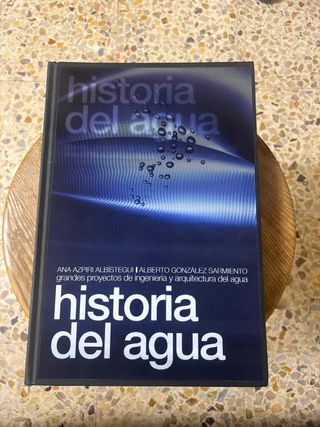 historia
del agua
ANA AZPIRI ALBÍSTEGUI ALBERTO GONZÁLEZ SARMIENTO
grandes proyectos de ingeniería y arquitectura del agua
historia
del agua